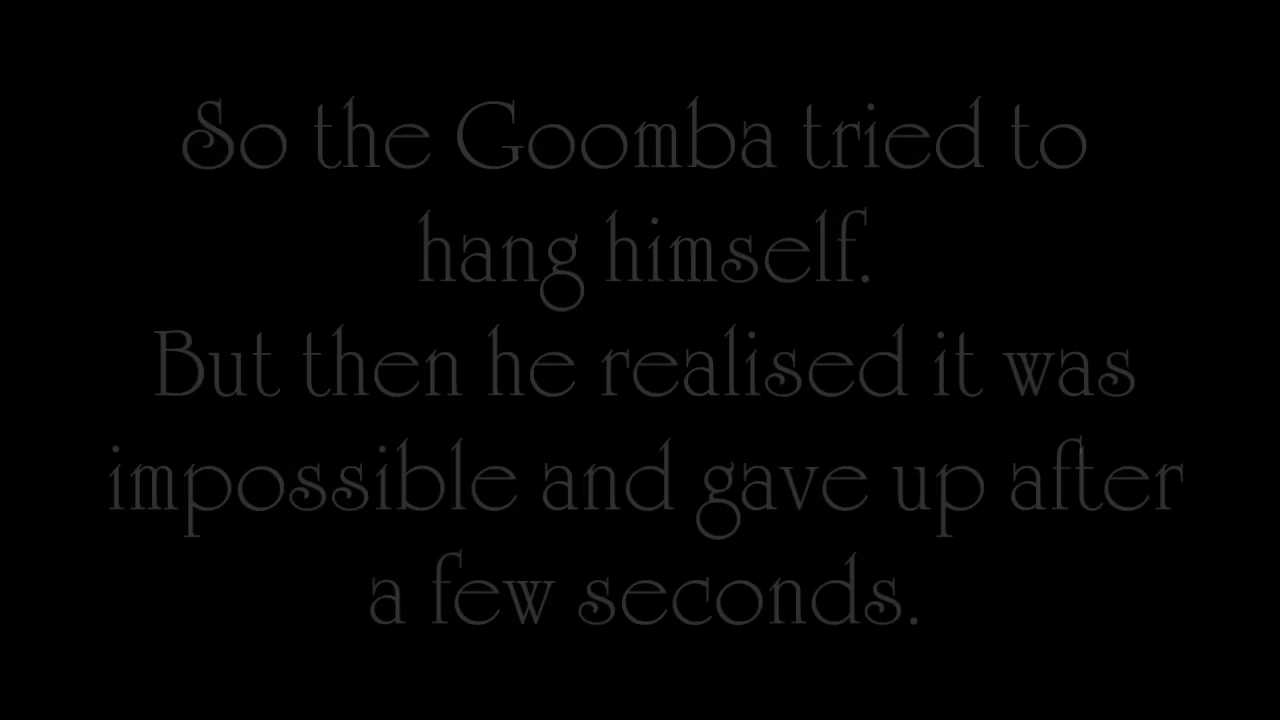 So the Goomba tried to
hang himself.
But then he realised it was
impossible and gave up after
a few seconds.